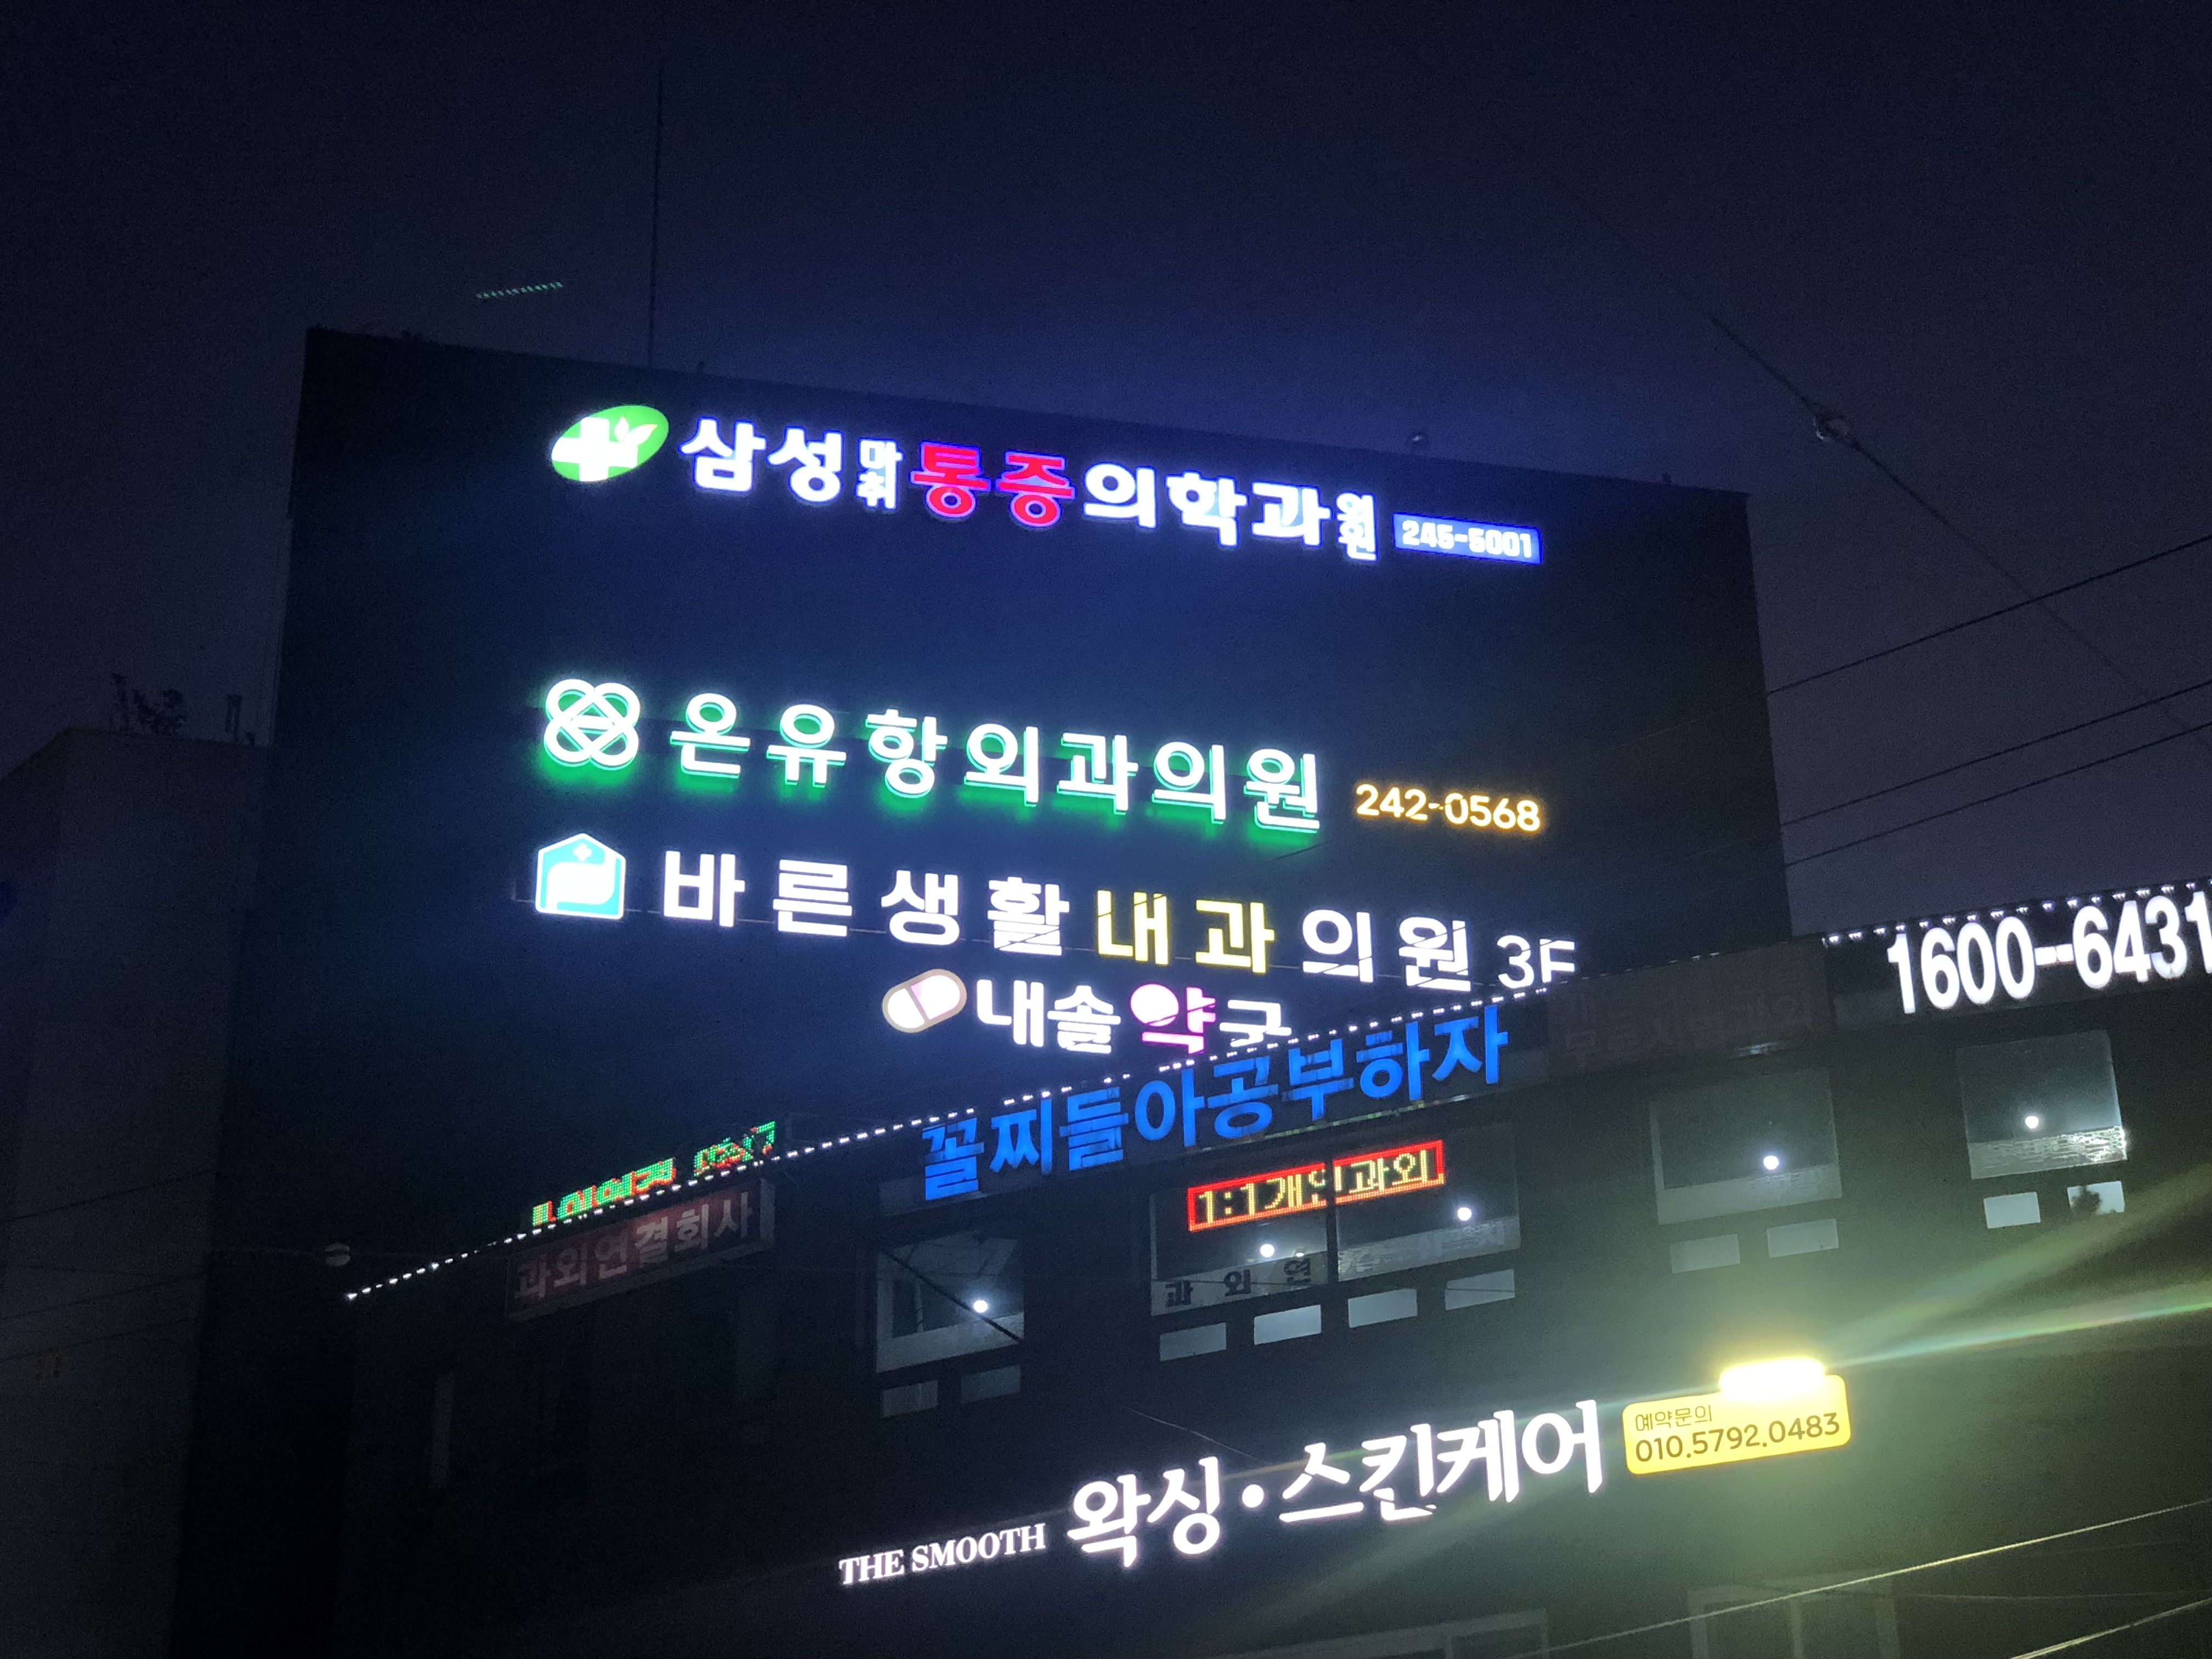 삼성마취통증의학과의원 245-5001
온유항외과의원 242-0568
바른생활내과의원 3F
내솔약국
1600-6431
꼴찌들아공부하자
1:1개인과외
과외연결회사
과외
THE SMOOTH 왁싱·스킨케어
예약문의
010.5792.0483